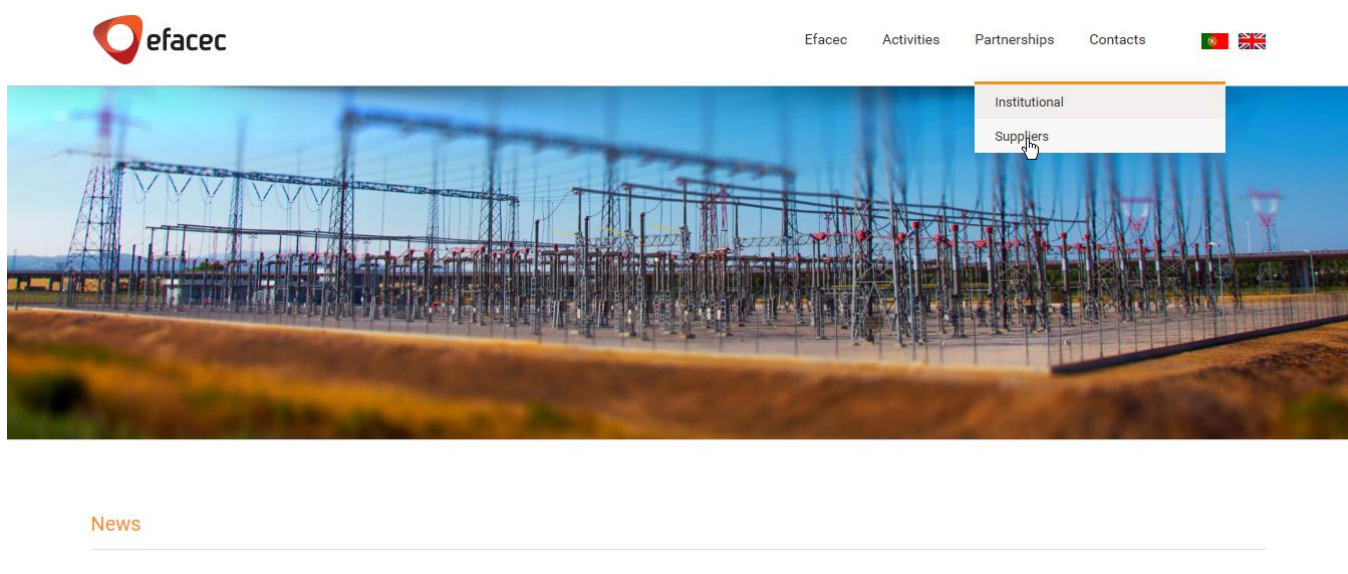 efacec
Efacec Activities Partnerships Contacts
Institutional
Suppliers
News